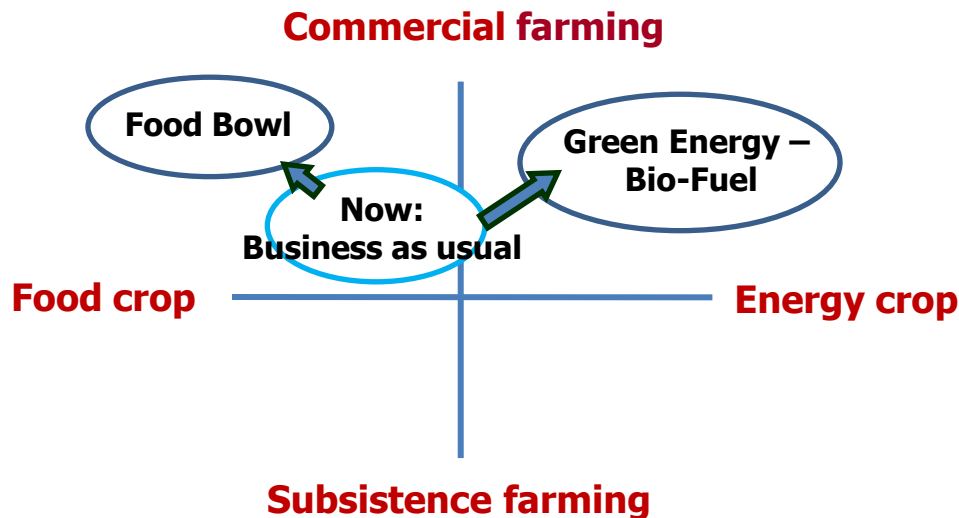 Commercial farming
Food Bowl
Green Energy –
Bio-Fuel
Now:
Business as usual
Food crop
Energy crop
Subsistence farming